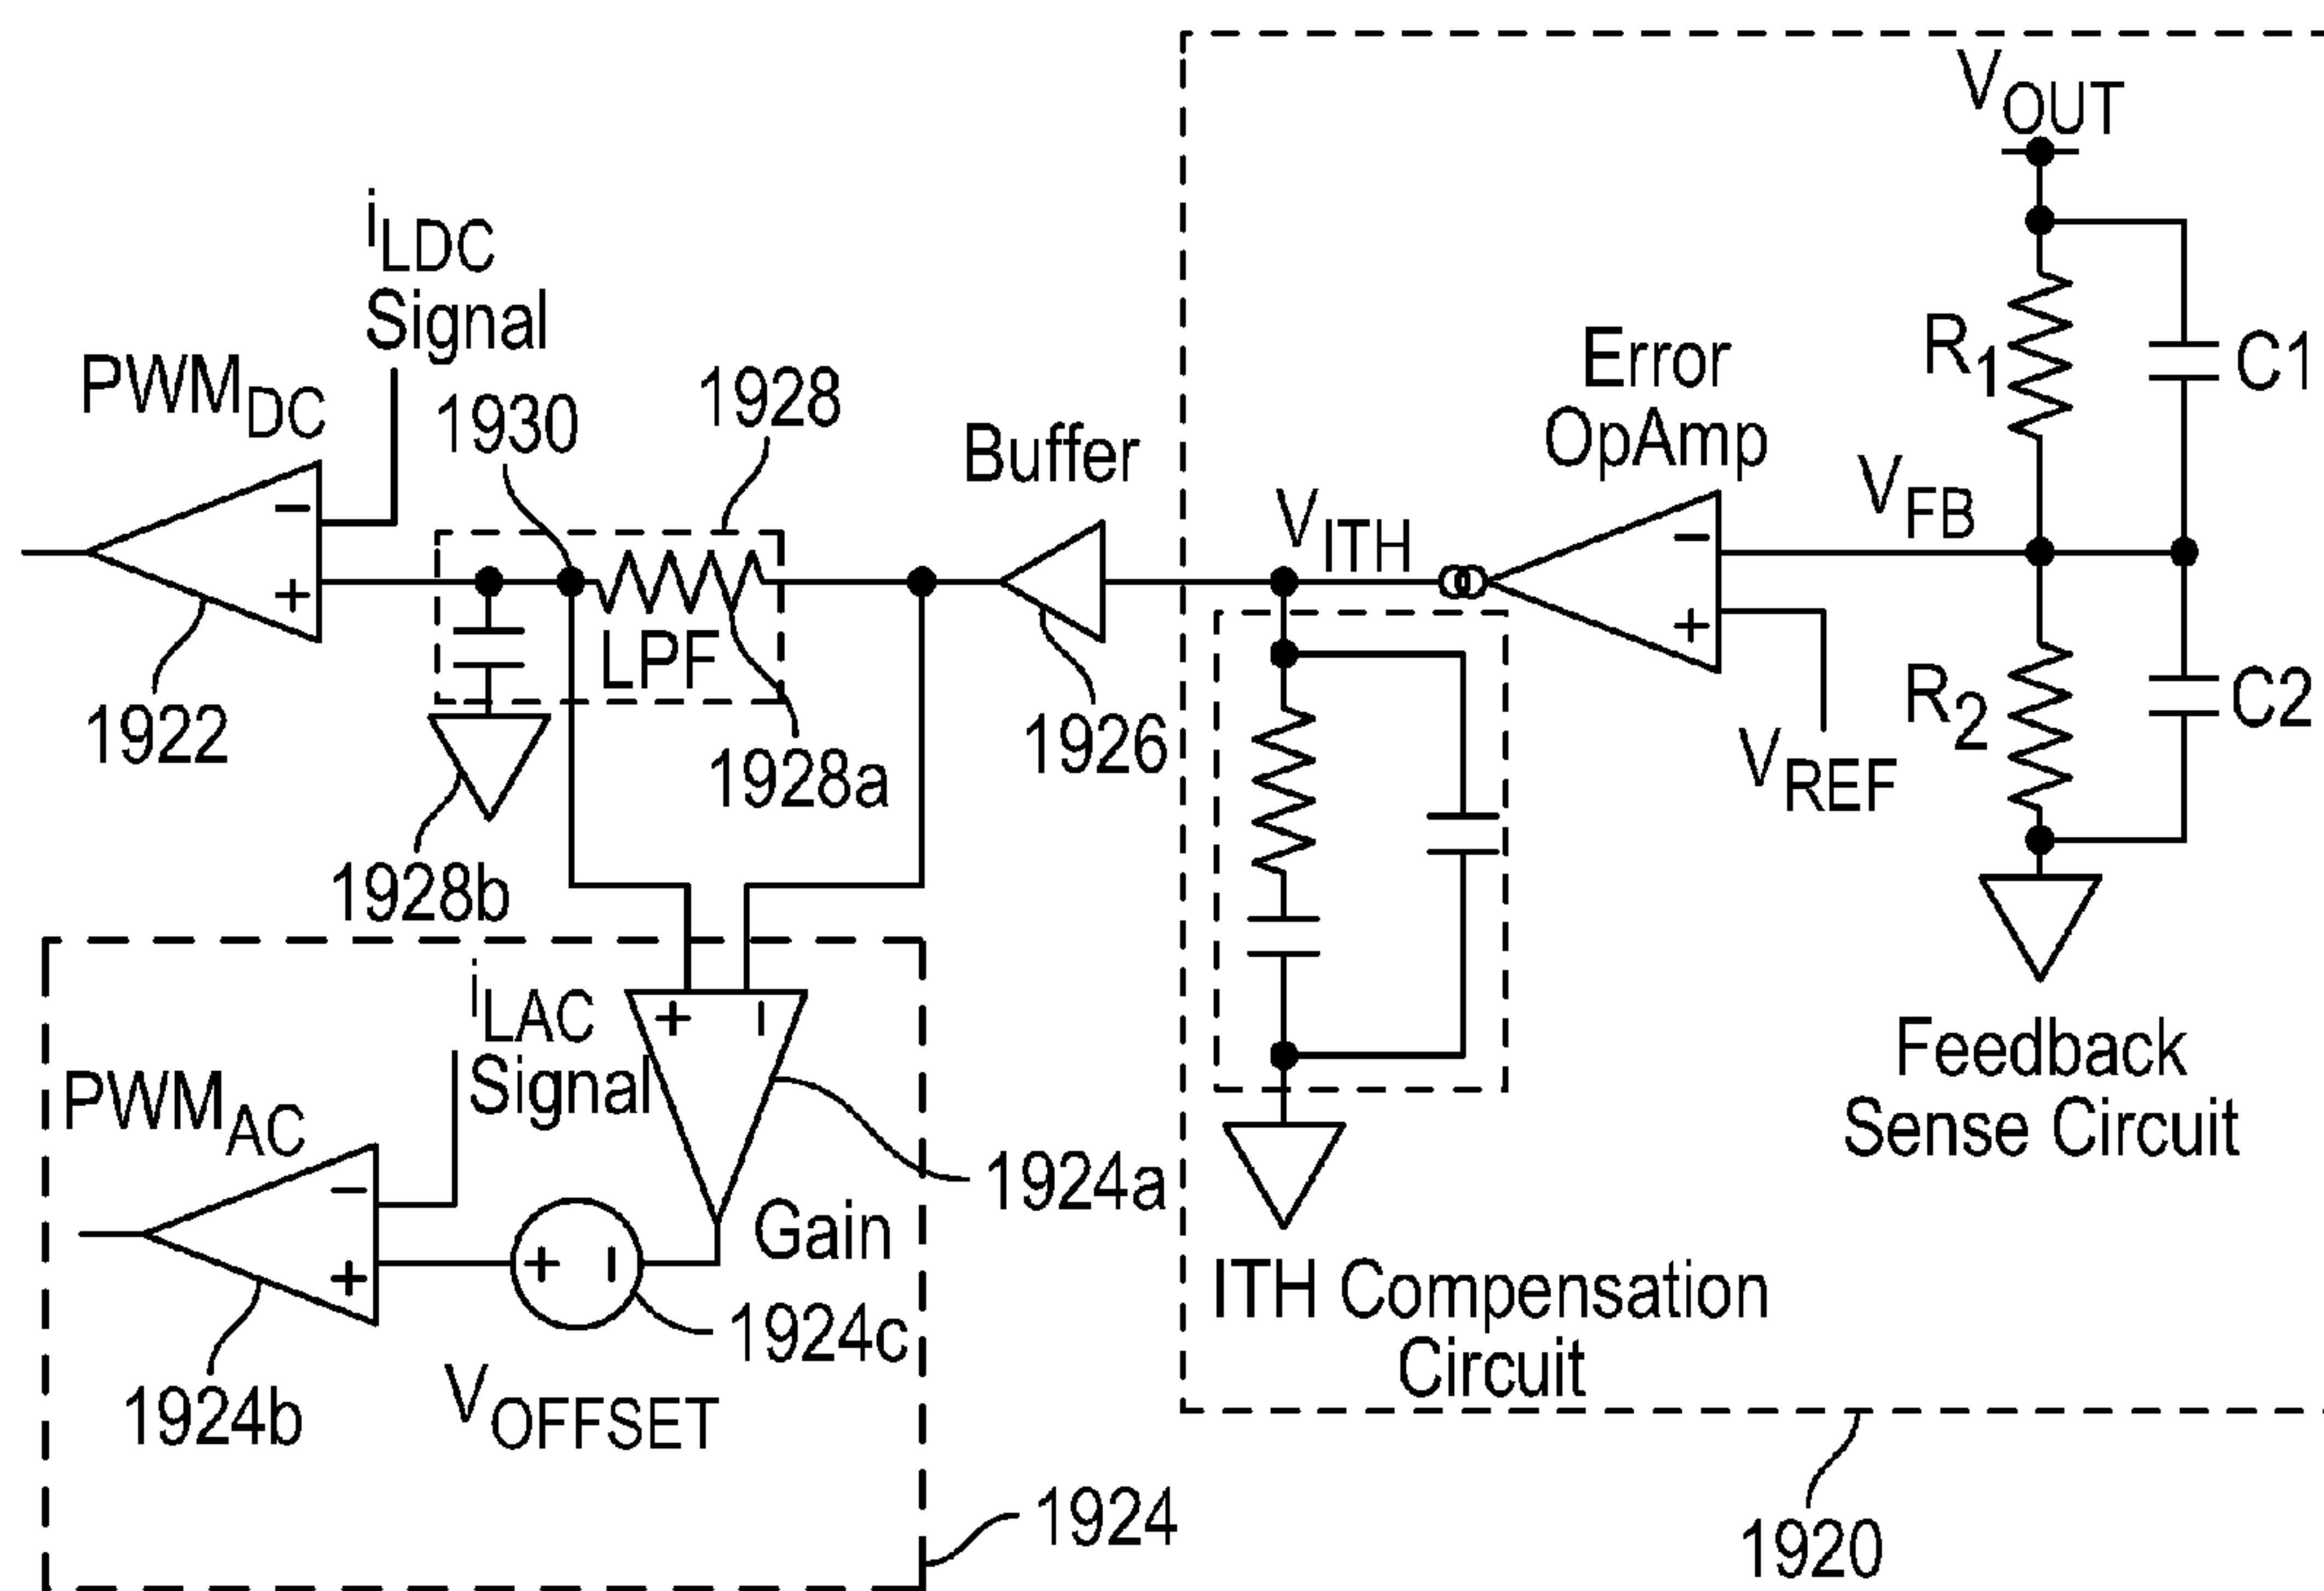 V_OUT
i_LDC
Signal
PWM_DC
1930
1928
Buffer
Error
OpAmp
R_1
C1
V_ITH
V_FB
−
+
LPF
−
+
1922
1928a
1926
V_REF
R_2
C2
1928b
i_LAC
Signal
+ −
PWM_AC
1924a
Feedback
Sense Circuit
−
+
+ −
Gain
1924c
ITH Compensation
Circuit
1924b
V_OFFSET
1924
1920